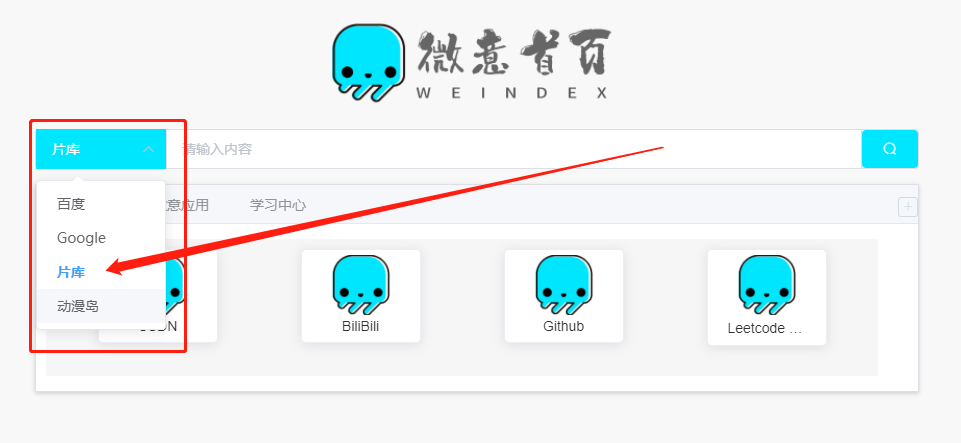 微意首页
WEINDEX
片库
请输入内容
百度
Google
片库
动漫岛
意应用
学习中心
BiliBili
Github
Leetcode ...